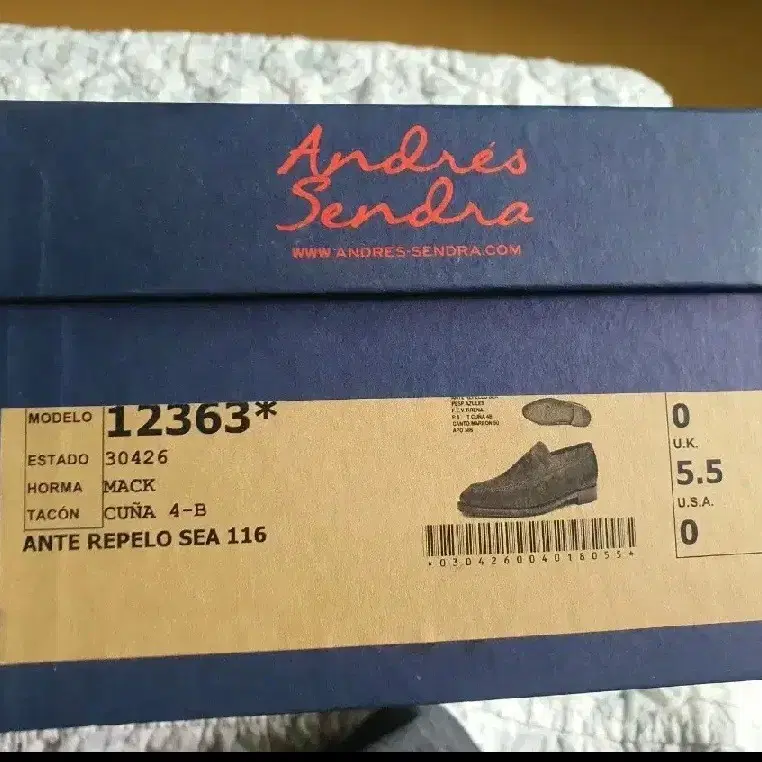 Andrés
Sendra
WWW.ANDRES-SENDRA.COM
MODELO 12363*
ESTADO 30426
HORMA MACK
TACÓN CUÑA 4-B
ANTE REPELO SEA 116
0
U.K.
5.5
U.S.A.
0